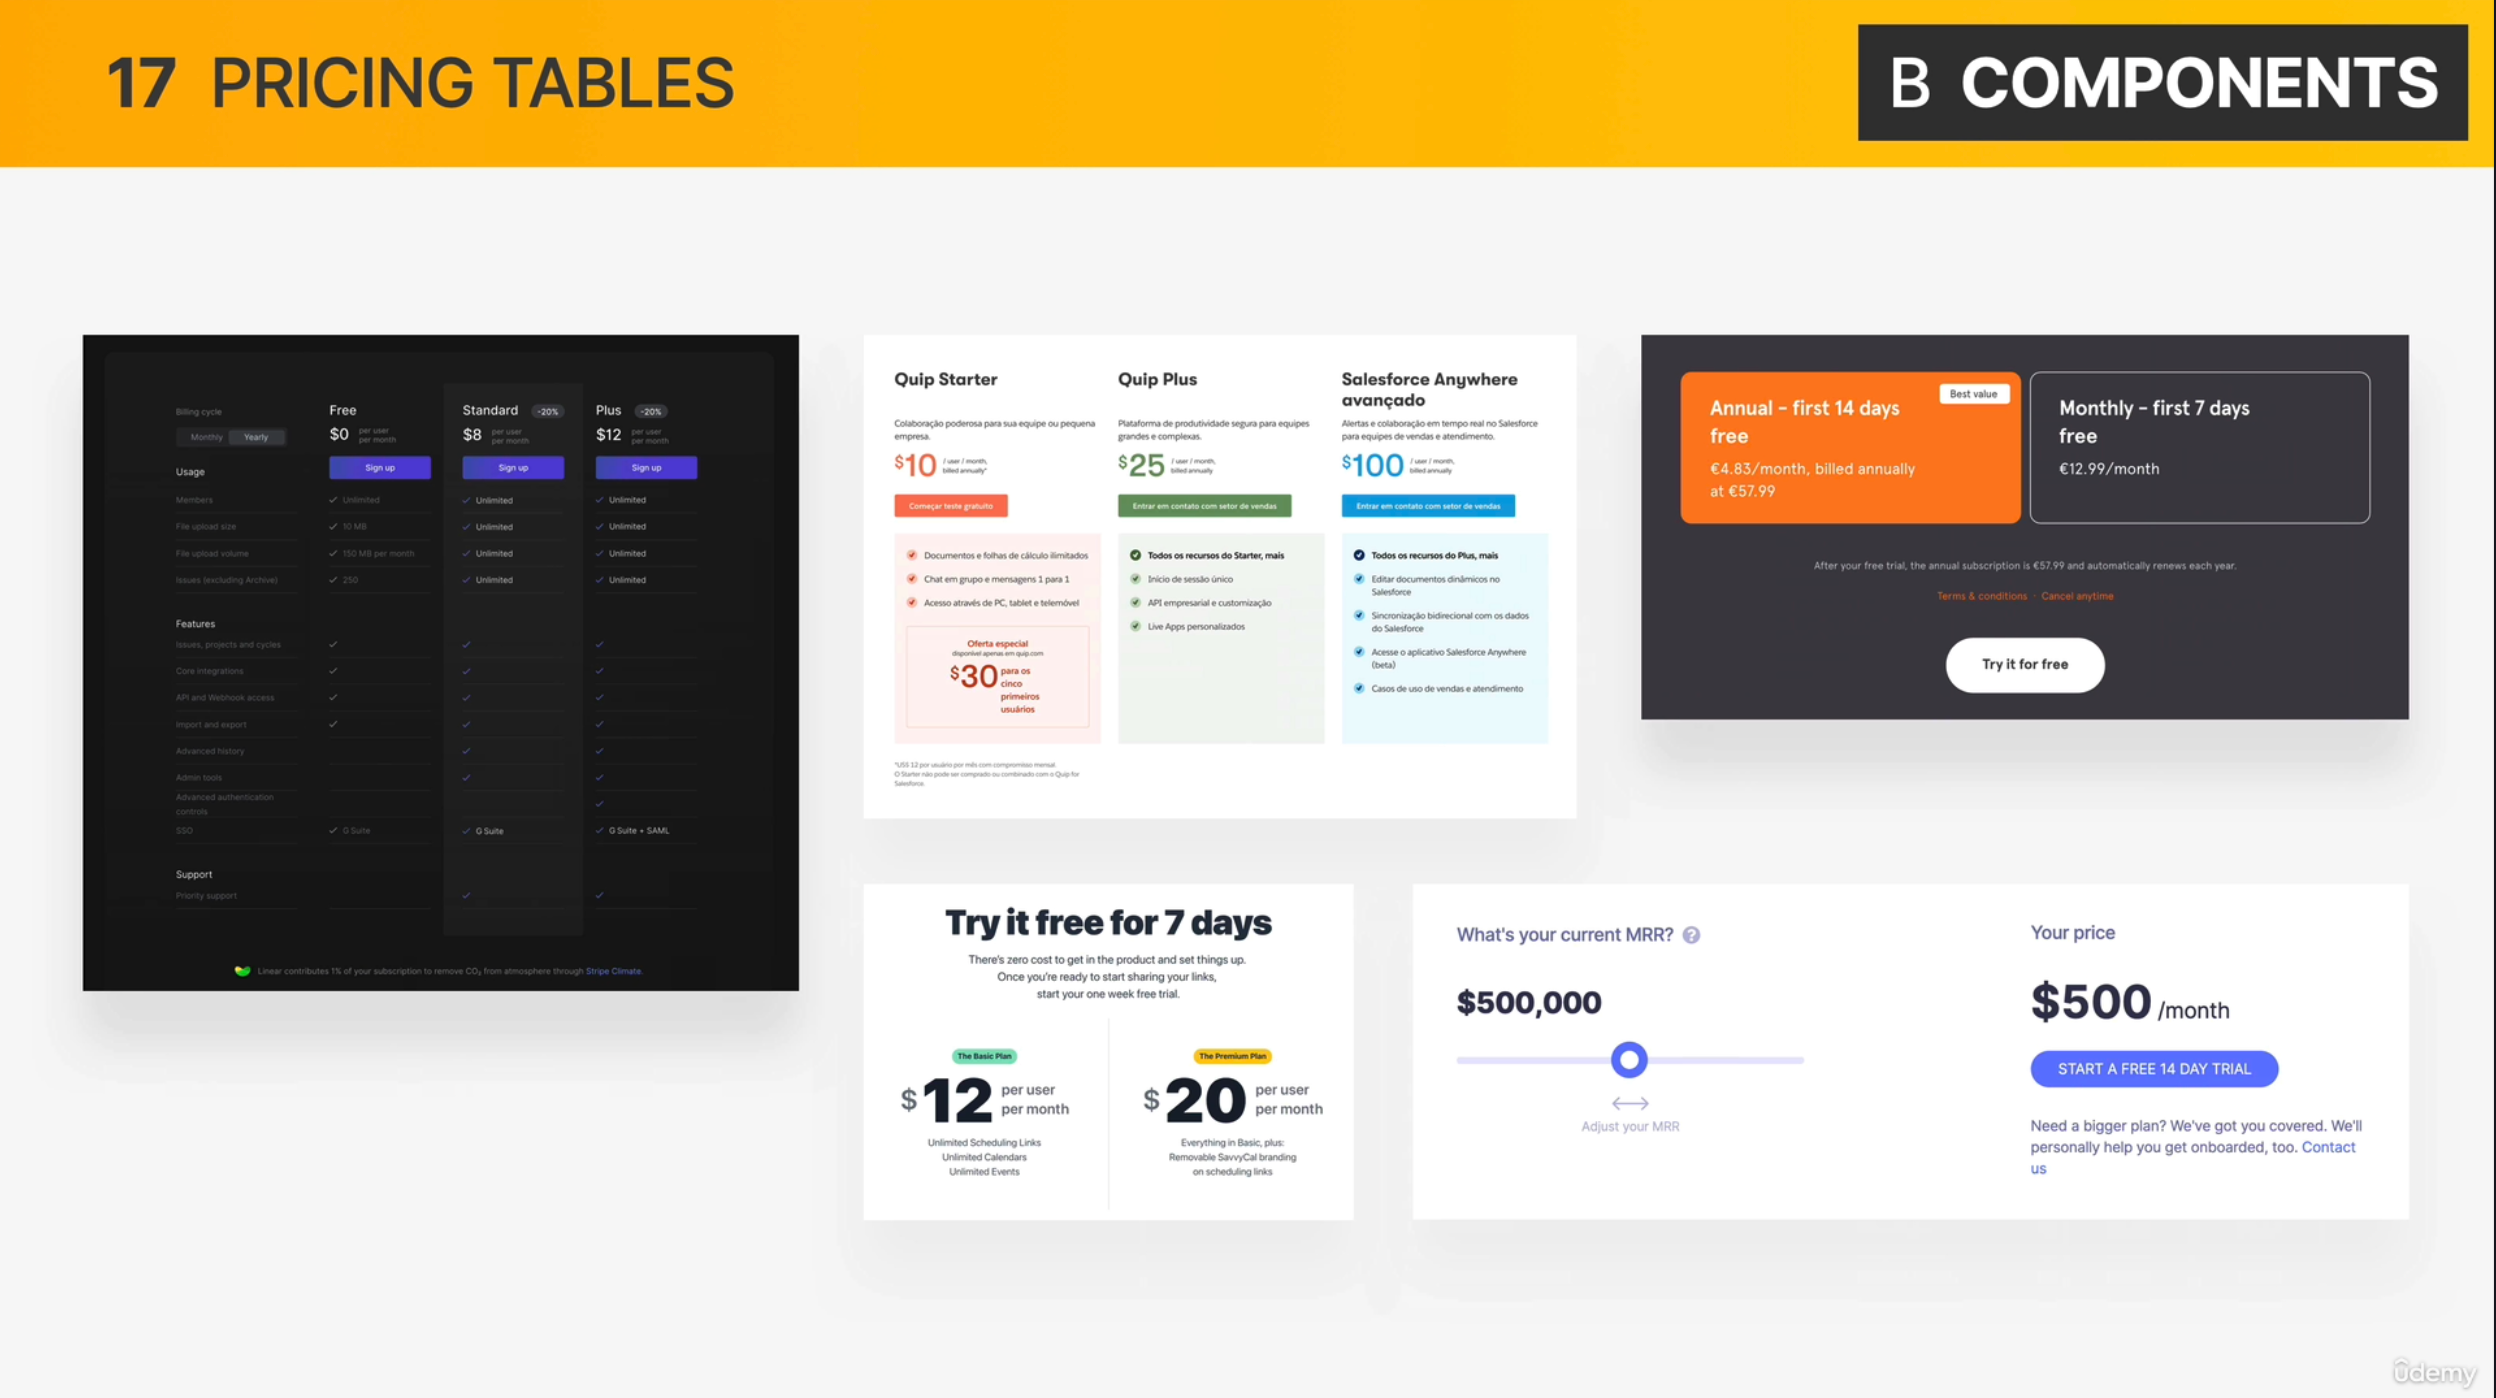 17 PRICING TABLES
B COMPONENTS
Billing cycle
Monthly Yearly
Free
$0 per user
per month
Sign up
Standard -20%
$8 per user
per month
Sign up
Plus -20%
$12 per user
per month
Sign up
Usage
Members Unlimited Unlimited Unlimited
File upload size 10 MB Unlimited Unlimited
File upload volume 150 MB per month Unlimited Unlimited
Issues (excluding Archive) 250 Unlimited Unlimited
Features
Issues, projects and cycles
Core integrations
API and Webhook access
Import and export
Advanced history
Admin tools
Advanced authentication
controls
SSO G Suite G Suite G Suite + SAML
Support
Priority support
Linear contributes 1% of your subscription to remove CO₂ from atmosphere through Stripe Climate.
Quip Starter
Colaboração poderosa para sua equipe ou pequena
empresa.
$10 / user / month,
billed annually*
Começar teste gratuito
Documentos e folhas de cálculo ilimitados
Chat em grupo e mensagens 1 para 1
Acesso através de PC, tablet e telemóvel
Oferta especial
disponível apenas em quip.com
$30 para os
cinco
primeiros
usuários
*US$ 12 por usuário por mês com compromisso mensal.
O Starter não pode ser comprado ou combinado com o Quip for
Salesforce.
Quip Plus
Plataforma de produtividade segura para equipes
grandes e complexas.
$25 / user / month,
billed annually
Entrar em contato com setor de vendas
Todos os recursos do Starter, mais
Início de sessão único
API empresarial e customização
Live Apps personalizados
Salesforce Anywhere
avançado
Alertas e colaboração em tempo real no Salesforce
para equipes de vendas e atendimento.
$100 / user / month,
billed annually
Entrar em contato com setor de vendas
Todos os recursos do Plus, mais
Editar documentos dinâmicos no
Salesforce
Sincronização bidirecional com os dados
do Salesforce
Acesse o aplicativo Salesforce Anywhere
(beta)
Casos de uso de vendas e atendimento
Best value
Annual – first 14 days
free
€4.83/month, billed annually
at €57.99
Monthly – first 7 days
free
€12.99/month
After your free trial, the annual subscription is €57.99 and automatically renews each year.
Terms & conditions · Cancel anytime
Try it for free
Try it free for 7 days
There's zero cost to get in the product and set things up.
Once you're ready to start sharing your links,
start your one week free trial.
The Basic Plan
$12 per user
per month
Unlimited Scheduling Links
Unlimited Calendars
Unlimited Events
The Premium Plan
$20 per user
per month
Everything in Basic, plus:
Removable SavvyCal branding
on scheduling links
What's your current MRR? ?
$500,000
Adjust your MRR
Your price
$500 /month
START A FREE 14 DAY TRIAL
Need a bigger plan? We've got you covered. We'll
personally help you get onboarded, too. Contact
us
ûdemy